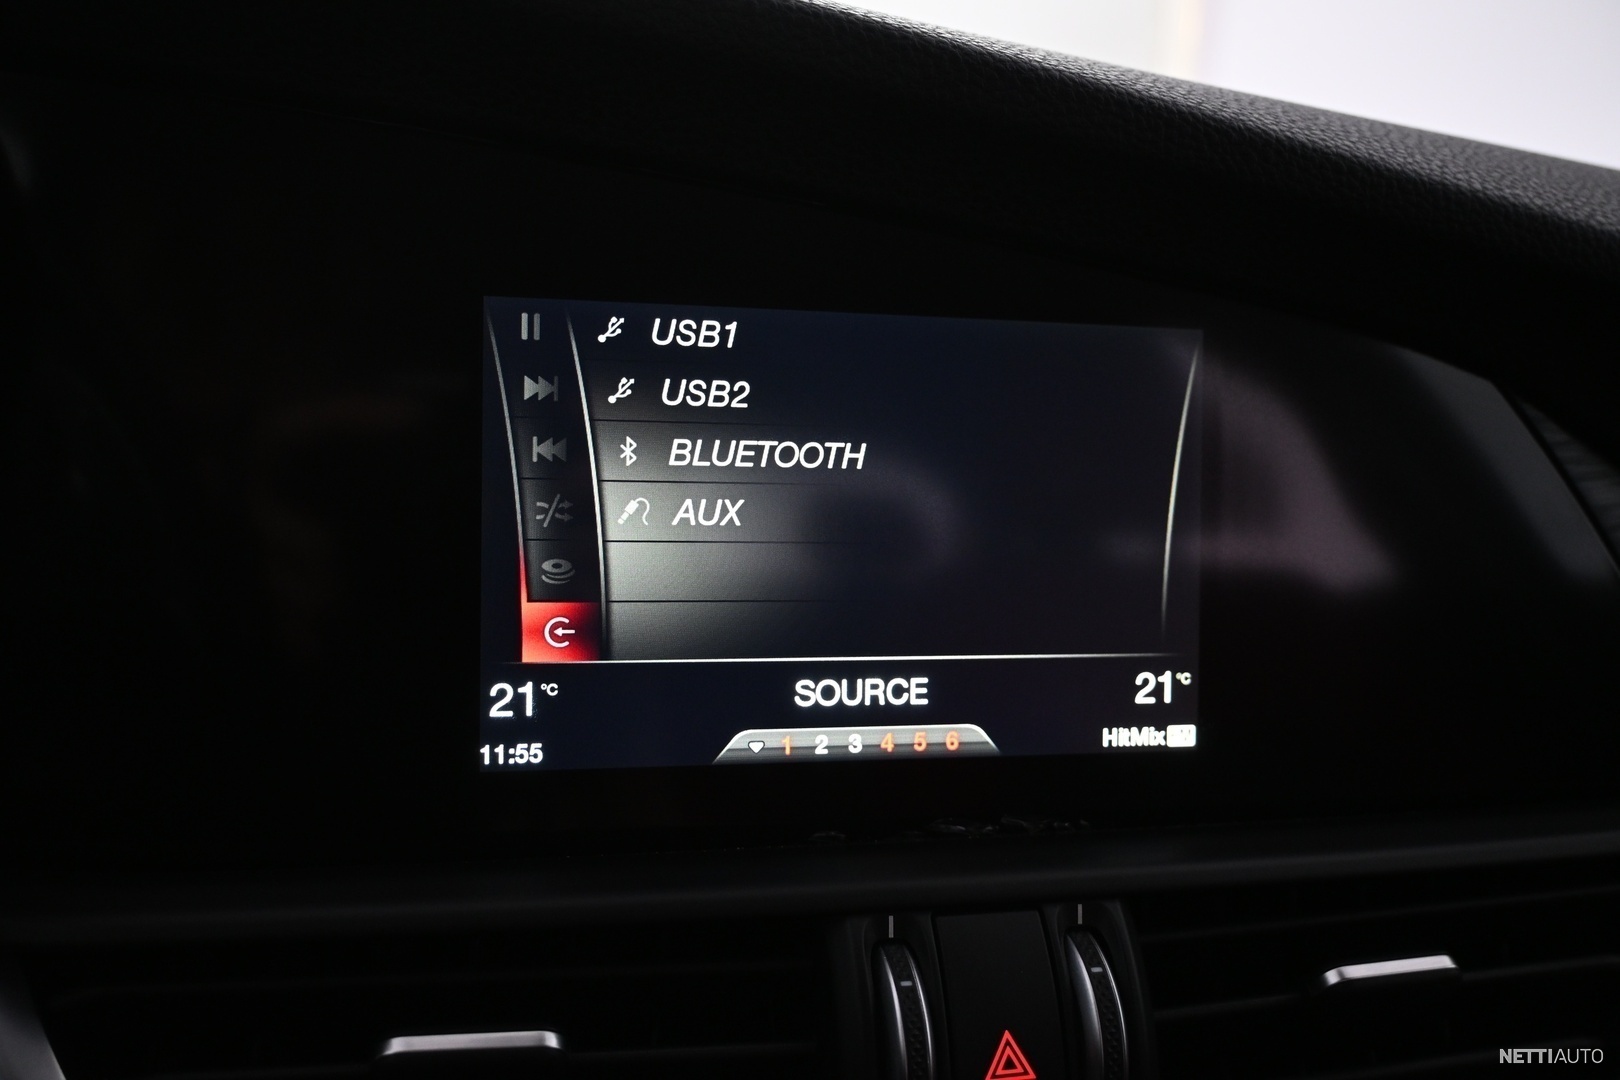 USB1
USB2
BLUETOOTH
AUX
21°C
SOURCE
21°C
11:55
1 2 3 4 5 6
HitMix
NETTIAUTO